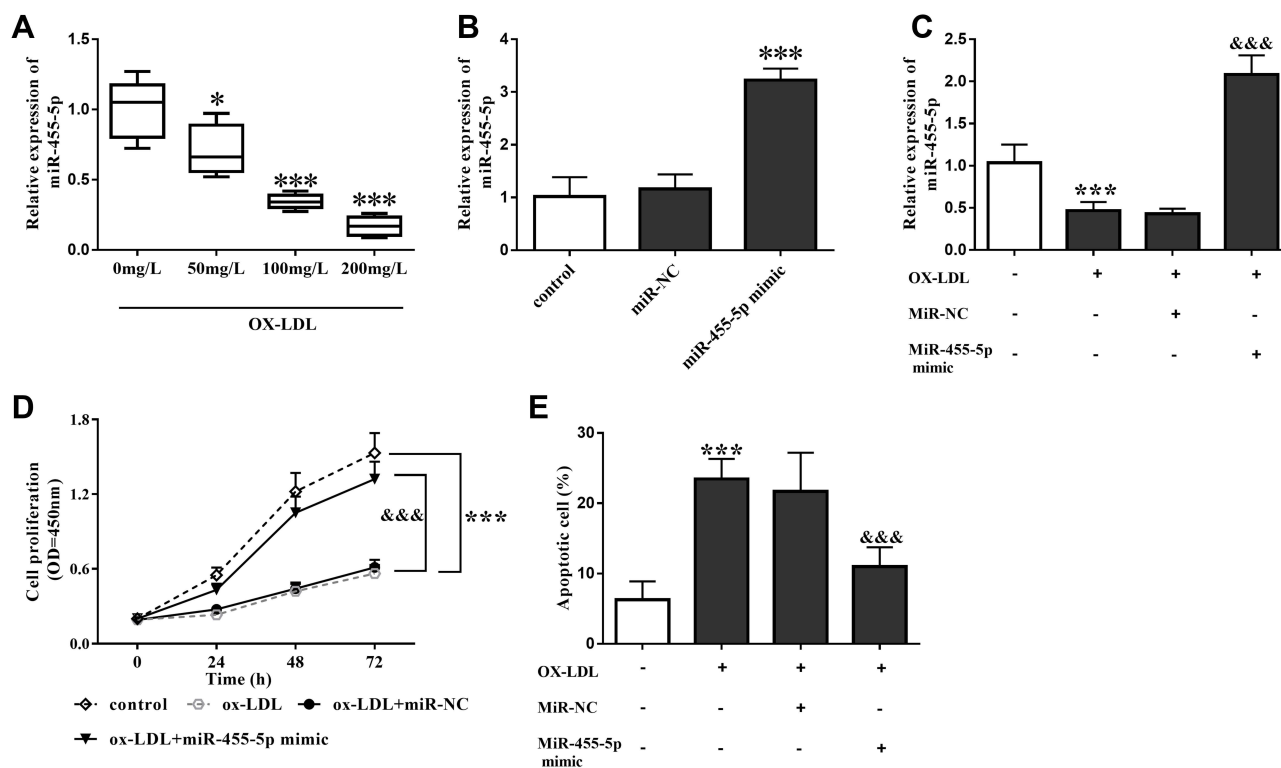 A
Relative expression of
miR-455-5p
1.5
1.0
0.5
0.0
*
***
***
0mg/L 50mg/L 100mg/L 200mg/L
OX-LDL
B
Relative expression of
miR-455-5p
4
3
2
1
0
***
control
miR-NC
miR-455-5p mimic
C
Relative expression of
miR-455-5p
2.5
2.0
1.5
1.0
0.5
0.0
***
&&&
OX-LDL - + + +
MiR-NC - - + -
MiR-455-5p - - - +
mimic
D
Cell proliferation
(OD=450nm)
1.8
1.2
0.6
0.0
&&&
***
0 24 48 72
Time (h)
control ox-LDL ox-LDL+miR-NC
ox-LDL+miR-455-5p mimic
E
Apoptotic cell (%)
30
20
10
0
***
&&&
OX-LDL - + + +
MiR-NC - - + -
MiR-455-5p - - - +
mimic